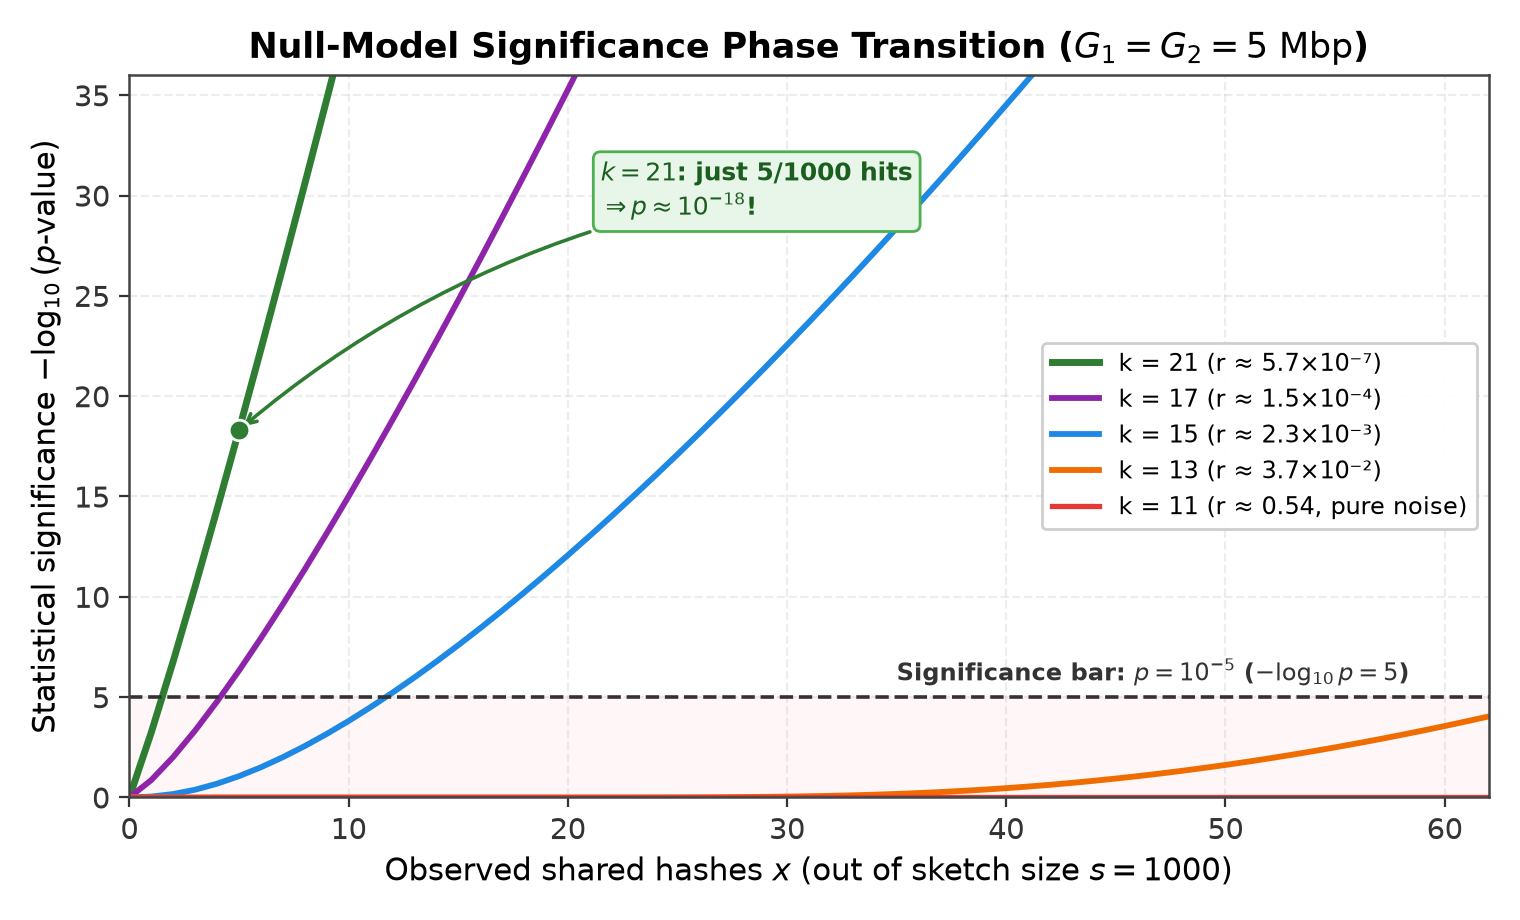 Null-Model Significance Phase Transition (G₁ = G₂ = 5 Mbp)
Statistical significance −log₁₀ (p-value)
35
30
25
20
15
10
5
0
k = 21: just 5/1000 hits
⇒ p ≈ 10⁻¹⁸!
k = 21 (r ≈ 5.7×10⁻⁷)
k = 17 (r ≈ 1.5×10⁻⁴)
k = 15 (r ≈ 2.3×10⁻³)
k = 13 (r ≈ 3.7×10⁻²)
k = 11 (r ≈ 0.54, pure noise)
Significance bar: p = 10⁻⁵ (−log₁₀ p = 5)
0 10 20 30 40 50 60
Observed shared hashes x (out of sketch size s = 1000)